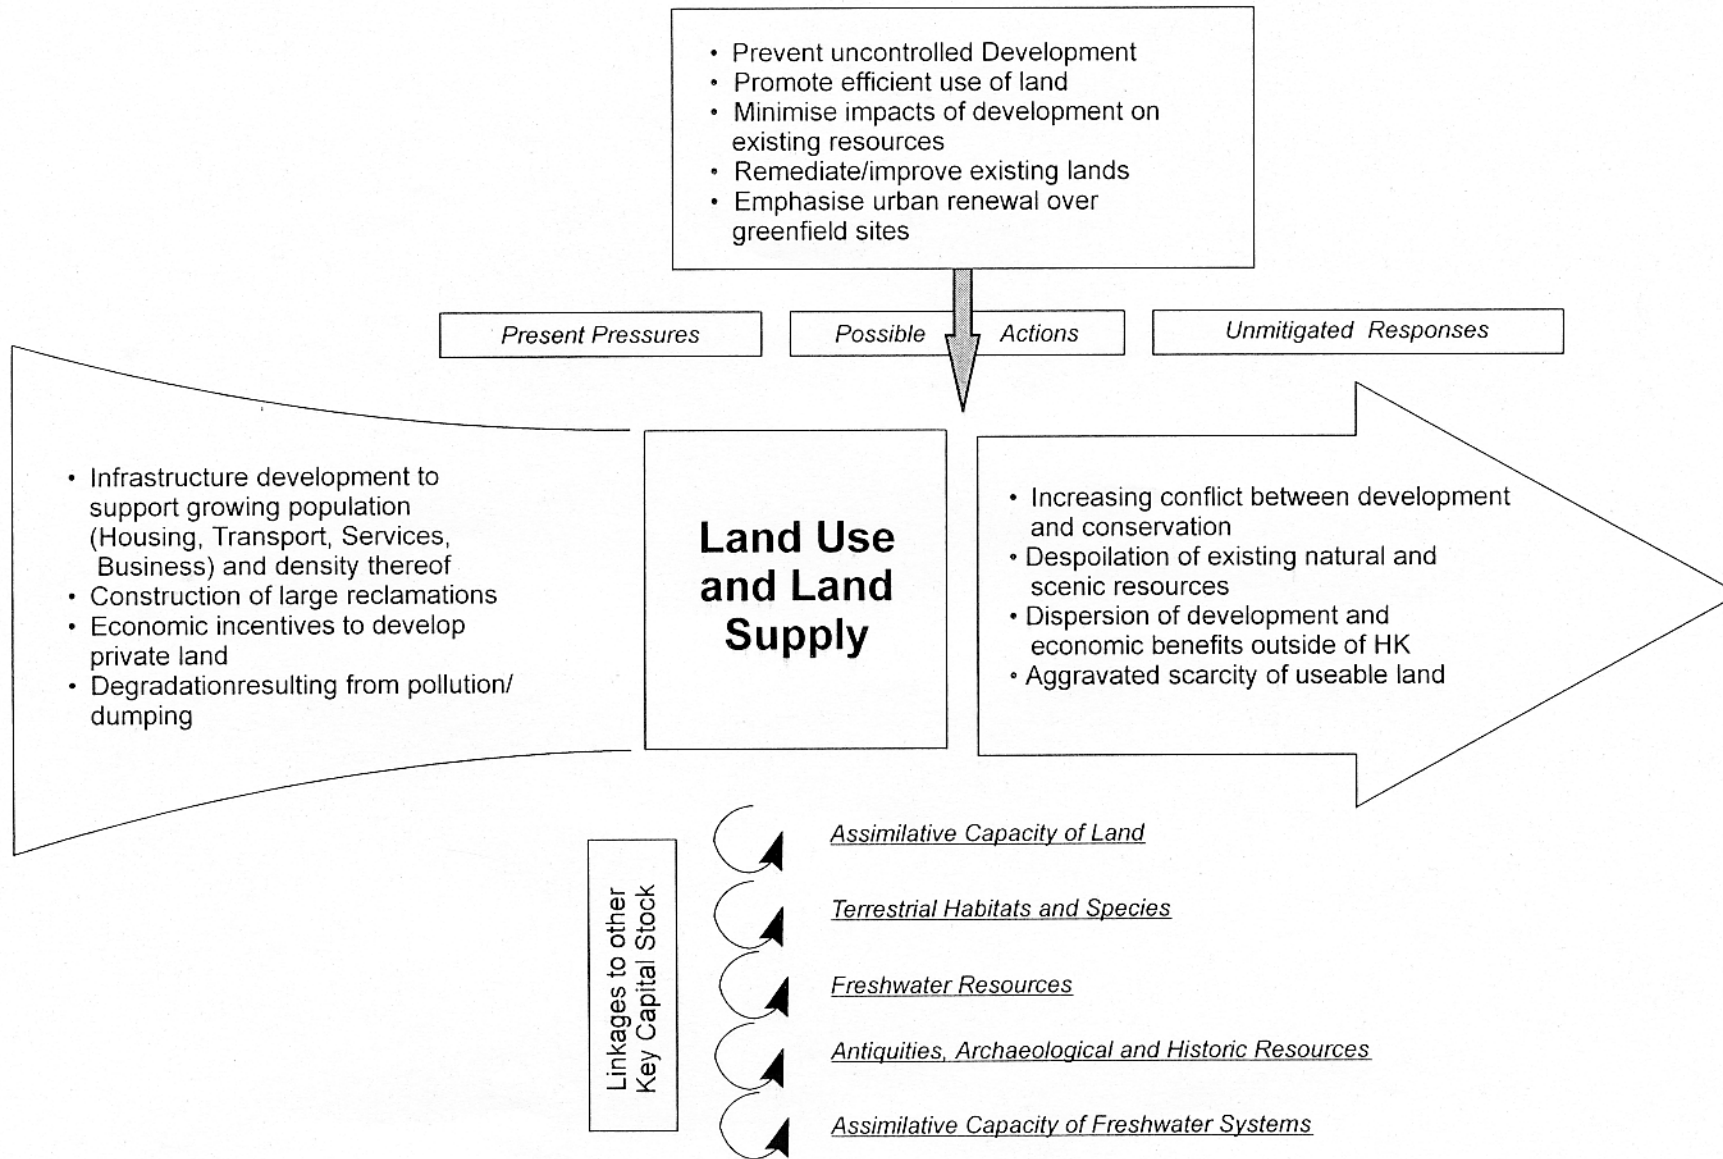 • Prevent uncontrolled Development
• Promote efficient use of land
• Minimise impacts of development on
existing resources
• Remediate/improve existing lands
• Emphasise urban renewal over
greenfield sites
Present Pressures
Possible Actions
Unmitigated Responses
• Infrastructure development to
support growing population
(Housing, Transport, Services,
Business) and density thereof
• Construction of large reclamations
• Economic incentives to develop
private land
• Degradationresulting from pollution/
dumping
Land Use
and Land
Supply
• Increasing conflict between development
and conservation
• Despoilation of existing natural and
scenic resources
• Dispersion of development and
economic benefits outside of HK
• Aggravated scarcity of useable land
Linkages to other
Key Capital Stock
Assimilative Capacity of Land
Terrestrial Habitats and Species
Freshwater Resources
Antiquities, Archaeological and Historic Resources
Assimilative Capacity of Freshwater Systems